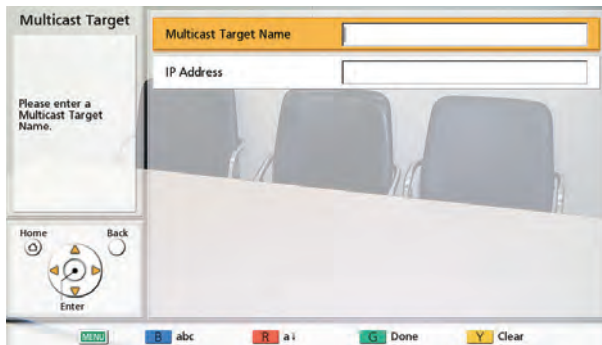 Multicast Target
Multicast Target Name
IP Address
Please enter a
Multicast Target
Name.
Home
Back
Enter
MENU
B abc
R a↓
G Done
Y Clear